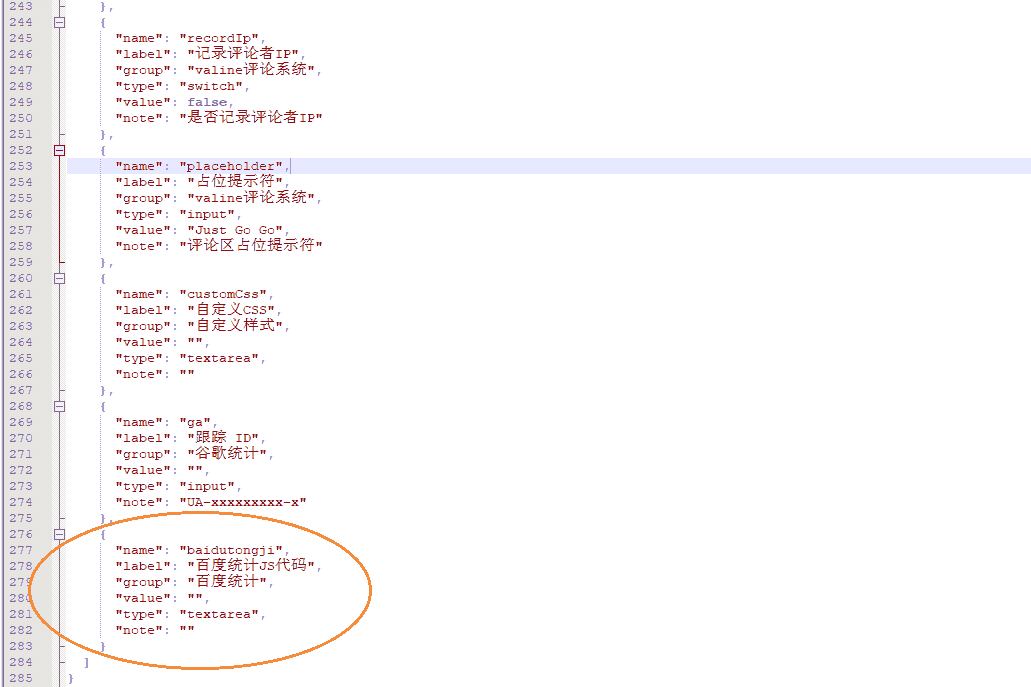 243 },
244 {
245 "name": "recordIp",
246 "label": "记录评论者IP",
247 "group": "valine评论系统",
248 "type": "switch",
249 "value": false,
250 "note": "是否记录评论者IP"
251 },
252 {
253 "name": "placeholder",
254 "label": "占位提示符",
255 "group": "valine评论系统",
256 "type": "input",
257 "value": "Just Go Go",
258 "note": "评论区占位提示符"
259 },
260 {
261 "name": "customCss",
262 "label": "自定义CSS",
263 "group": "自定义样式",
264 "value": "",
265 "type": "textarea",
266 "note": ""
267 },
268 {
269 "name": "ga",
270 "label": "跟踪 ID",
271 "group": "谷歌统计",
272 "value": "",
273 "type": "input",
274 "note": "UA-xxxxxxxxx-x"
275 },
276 {
277 "name": "baidutongji",
278 "label": "百度统计JS代码",
279 "group": "百度统计",
280 "value": "",
281 "type": "textarea",
282 "note": ""
283 }
284 ]
285 }